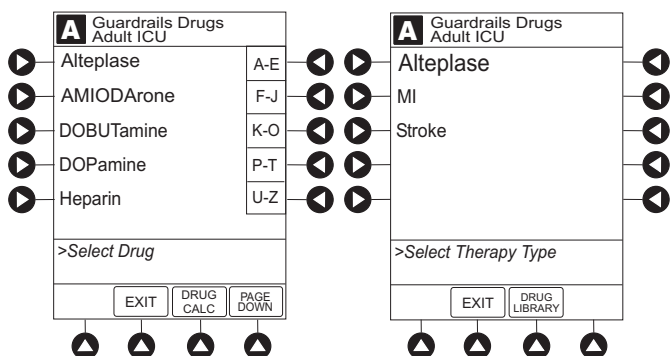 A Guardrails Drugs
Adult ICU
Alteplase A-E
AMIODArone F-J
DOBUTamine K-O
DOPamine P-T
Heparin U-Z
>Select Drug
EXIT DRUG CALC PAGE DOWN
A Guardrails Drugs
Adult ICU
Alteplase
MI
Stroke
>Select Therapy Type
EXIT DRUG LIBRARY